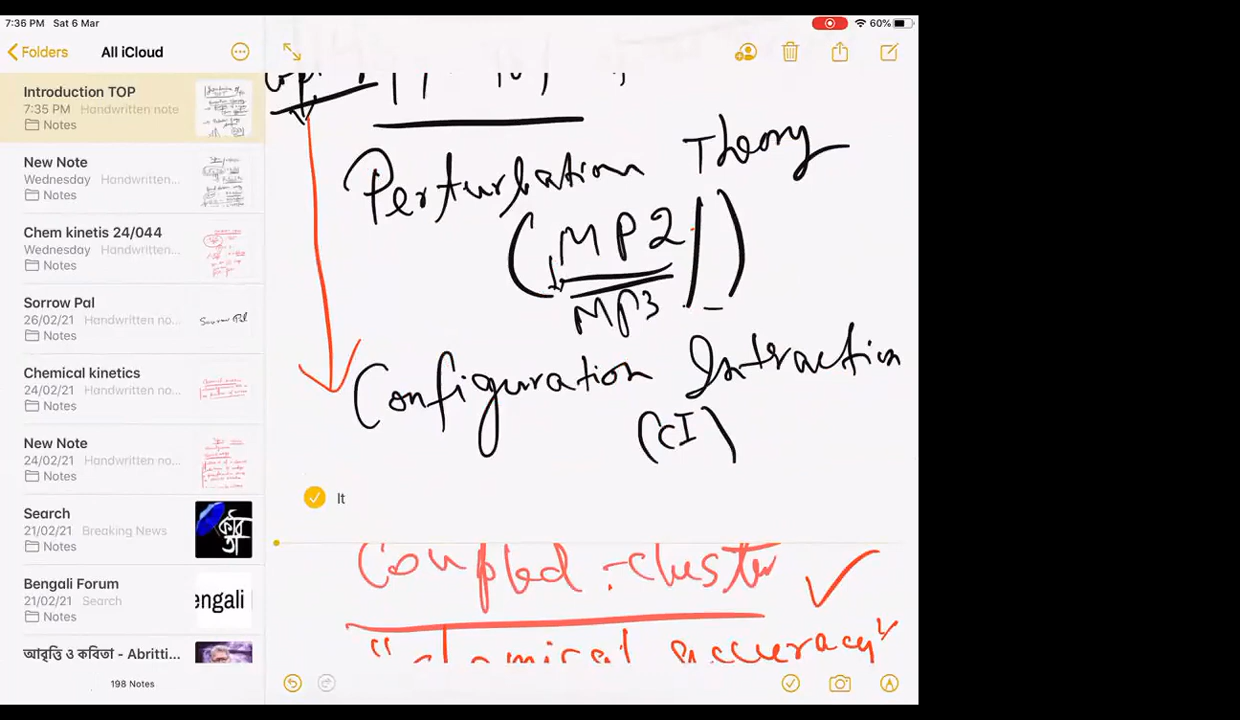 7:36 PM Sat 6 Mar
60%
Folders
All iCloud
Introduction TOP
7:35 PM Handwritten note
Notes
New Note
Wednesday Handwritten...
Notes
Chem kinetis 24/044
Wednesday Handwritten...
Notes
Sorrow Pal
26/02/21 Handwritten no...
Notes
Chemical kinetics
24/02/21 Handwritten no...
Notes
New Note
24/02/21 Handwritten no...
Notes
Search
21/02/21 Breaking News
Notes
Bengali Forum
21/02/21 Search
Notes
engali
আবৃত্তি ও কবিতা - Abritti...
198 Notes
Perturbation Theory
(MP2/)
MP3
Configuration Interaction
(CI)
It
Coupled-cluster
"chemical accuracy"